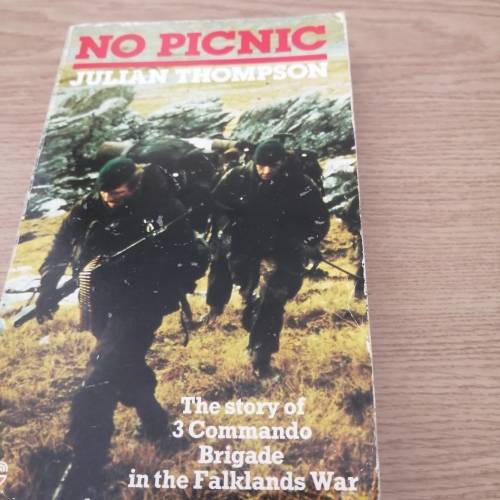 NO PICNIC
JULIAN THOMPSON
The story of
3 Commando
Brigade
in the Falklands War